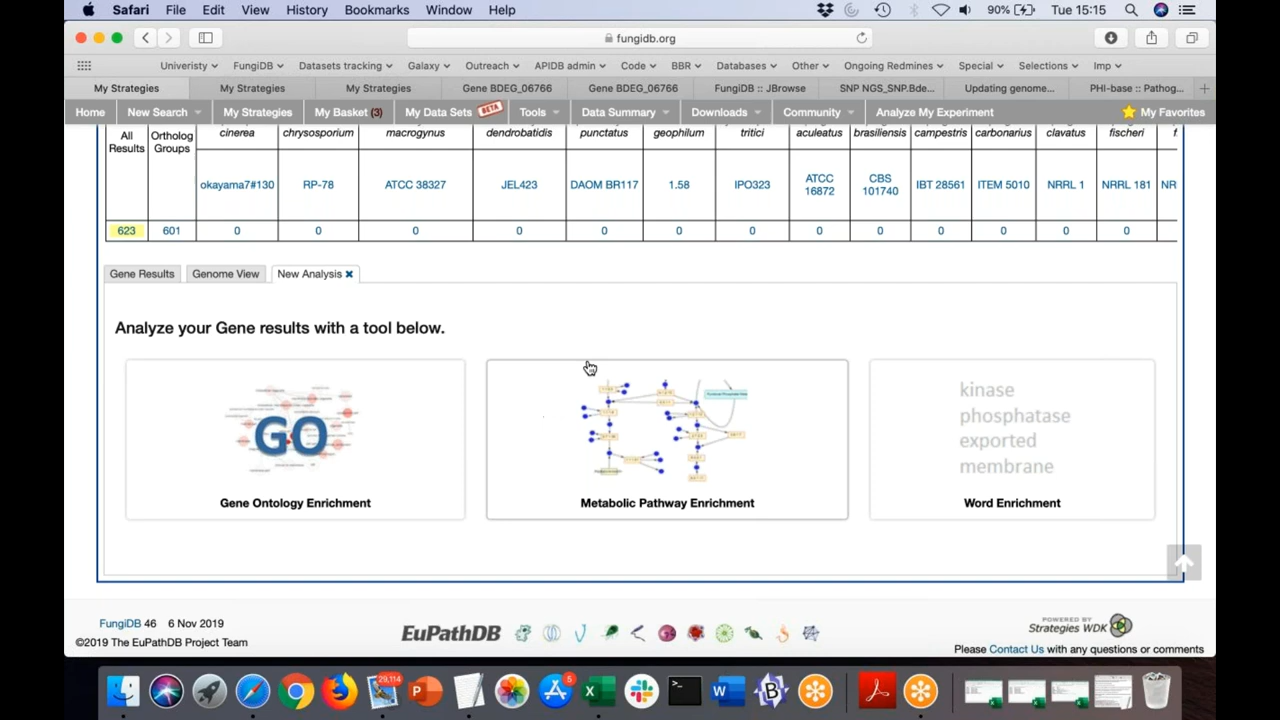 Safari File Edit View History Bookmarks Window Help 90% Tue 15:15
fungidb.org
Univeristy FungiDB Datasets tracking Galaxy Outreach APIDB admin Code BBR Databases Other Ongoing Redmines Special Selections Imp
My Strategies My Strategies My Strategies Gene BDEG_06766 Gene BDEG_06766 FungiDB :: JBrowse SNP NGS_SNP.Bde... Updating genome... PHI-base :: Pathog...
Home New Search My Strategies My Basket (3) My Data Sets BETA Tools Data Summary Downloads Community Analyze My Experiment My Favorites
All Results Ortholog Groups cinerea chrysosporium macrogynus dendrobatidis punctatus geophilum tritici aculeatus brasiliensis campestris carbonarius clavatus fischeri f.
okayama7#130 RP-78 ATCC 38327 JEL423 DAOM BR117 1.58 IPO323 ATCC 16872 CBS 101740 IBT 28561 ITEM 5010 NRRL 1 NRRL 181 NR
623 601 0 0 0 0 0 0 0 0 0 0 0 0 0
Gene Results Genome View New Analysis
Analyze your Gene results with a tool below.
GO
kinase
phosphatase
exported
membrane
Gene Ontology Enrichment Metabolic Pathway Enrichment Word Enrichment
FungiDB 46 6 Nov 2019
©2019 The EuPathDB Project Team
EuPathDB
POWERED BY
Strategies WDK
Please Contact Us with any questions or comments
29,114
5